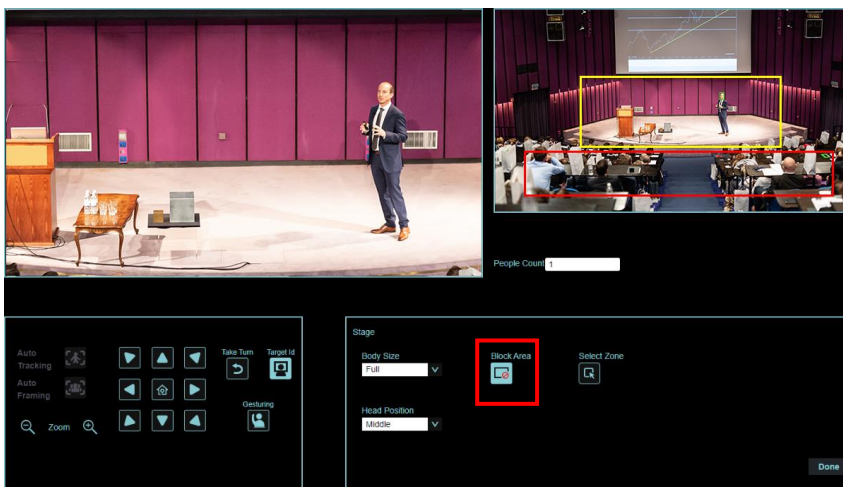 People Count 1
Auto
Tracking
Auto
Framing
Zoom
Take Turn
Target Id
Gesturing
Stage
Body Size
Full
Head Position
Middle
Block Area
Select Zone
Done